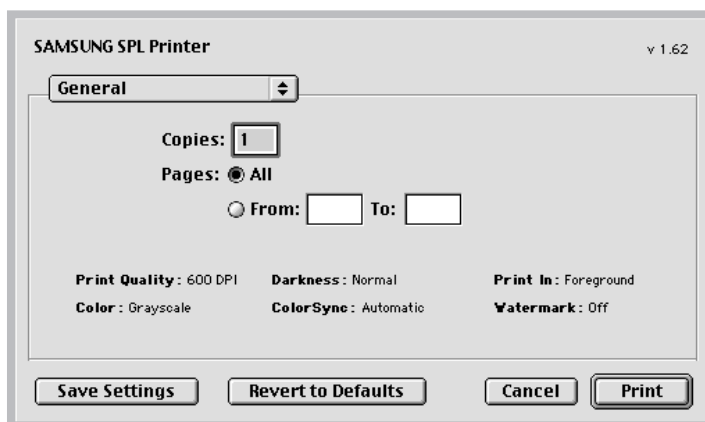 SAMSUNG SPL Printer v 1.62
General
Copies: 1
Pages: All
From: To:
Print Quality: 600 DPI Darkness: Normal Print In: Foreground
Color: Grayscale ColorSync: Automatic Watermark: Off
Save Settings Revert to Defaults Cancel Print